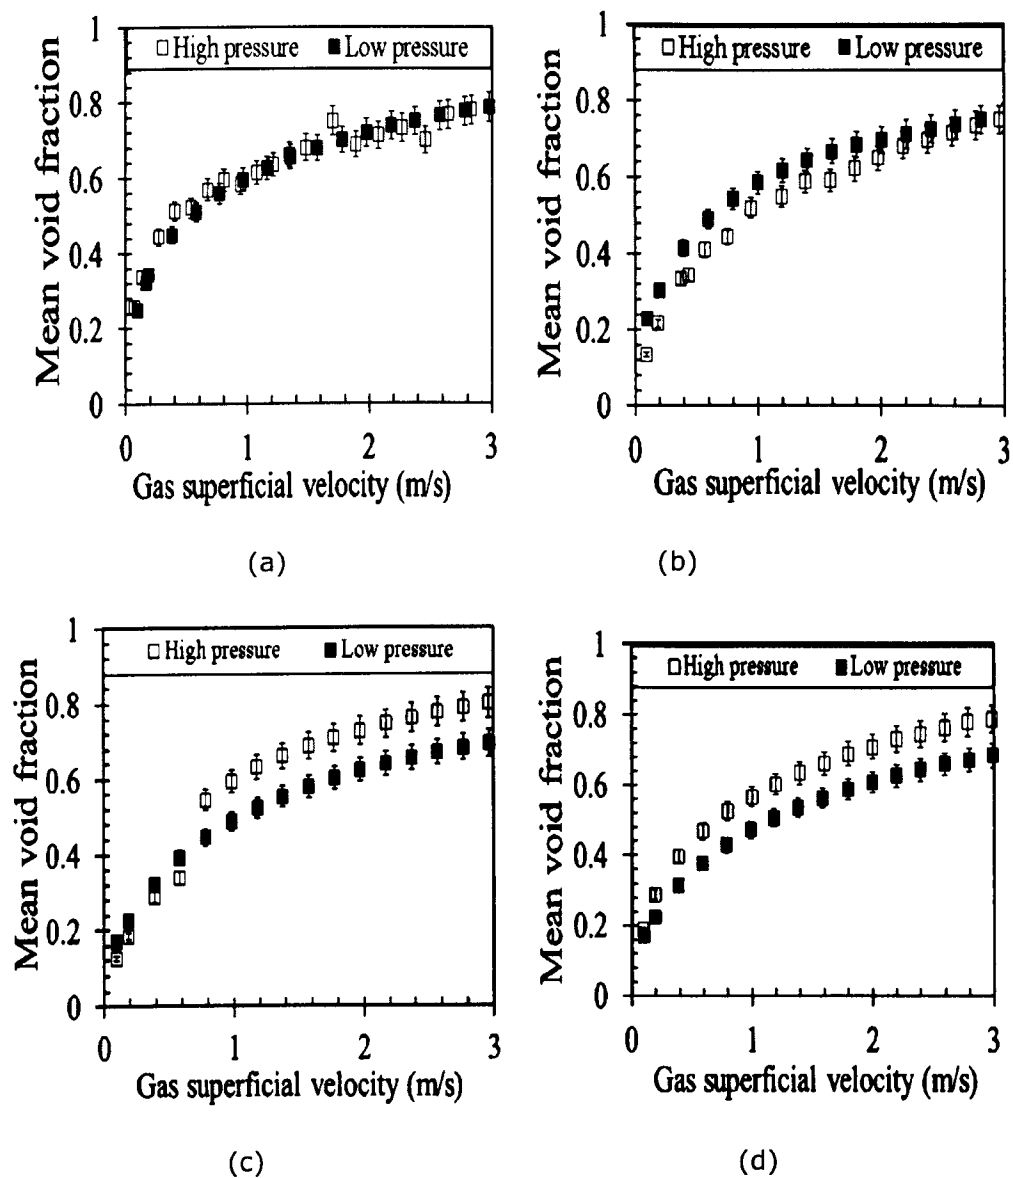 1
High pressure Low pressure
0.8
0.6
0.4
0.2
0
Mean void fraction
0 1 2 3
Gas superficial velocity (m/s)
(a)
1
High pressure Low pressure
0.8
0.6
0.4
0.2
0
Mean void fraction
0 1 2 3
Gas superficial velocity (m/s)
(b)
1
High pressure Low pressure
0.8
0.6
0.4
0.2
0
Mean void fraction
0 1 2 3
Gas superficial velocity (m/s)
(c)
1
High pressure Low pressure
0.8
0.6
0.4
0.2
0
Mean void fraction
0 1 2 3
Gas superficial velocity (m/s)
(d)